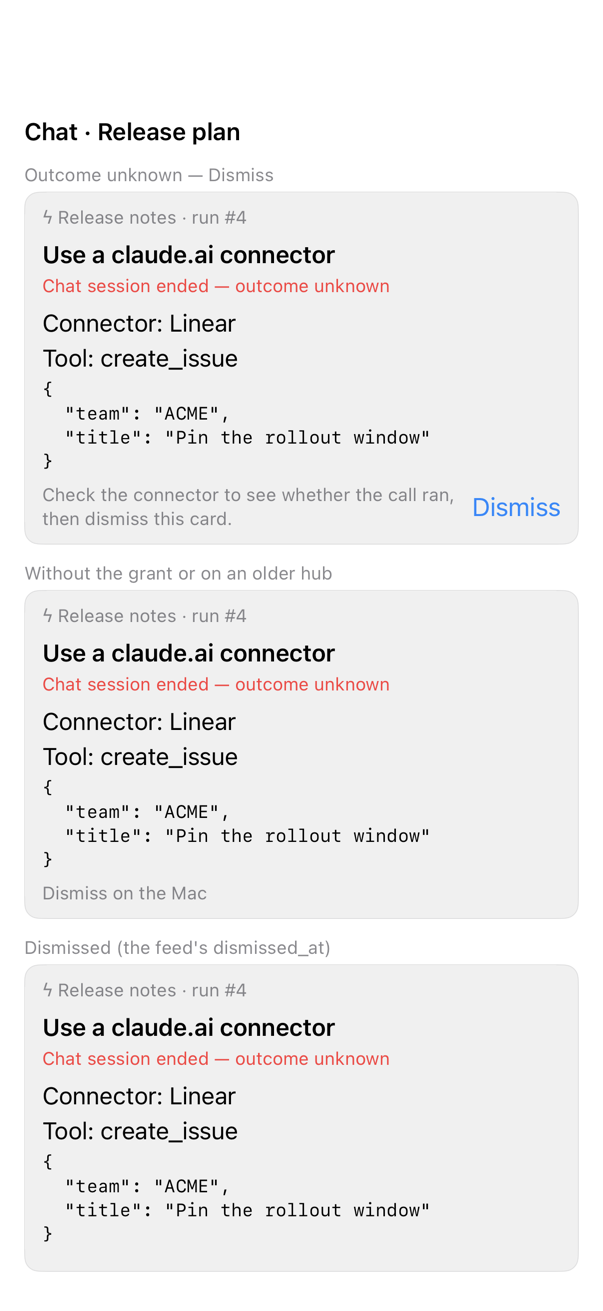 Chat · Release plan
Outcome unknown — Dismiss
ϟ Release notes · run #4
Use a claude.ai connector
Chat session ended — outcome unknown
Connector: Linear
Tool: create_issue
{
  "team": "ACME",
  "title": "Pin the rollout window"
}
Check the connector to see whether the call ran,
then dismiss this card.
Dismiss
Without the grant or on an older hub
ϟ Release notes · run #4
Use a claude.ai connector
Chat session ended — outcome unknown
Connector: Linear
Tool: create_issue
{
  "team": "ACME",
  "title": "Pin the rollout window"
}
Dismiss on the Mac
Dismissed (the feed's dismissed_at)
ϟ Release notes · run #4
Use a claude.ai connector
Chat session ended — outcome unknown
Connector: Linear
Tool: create_issue
{
  "team": "ACME",
  "title": "Pin the rollout window"
}